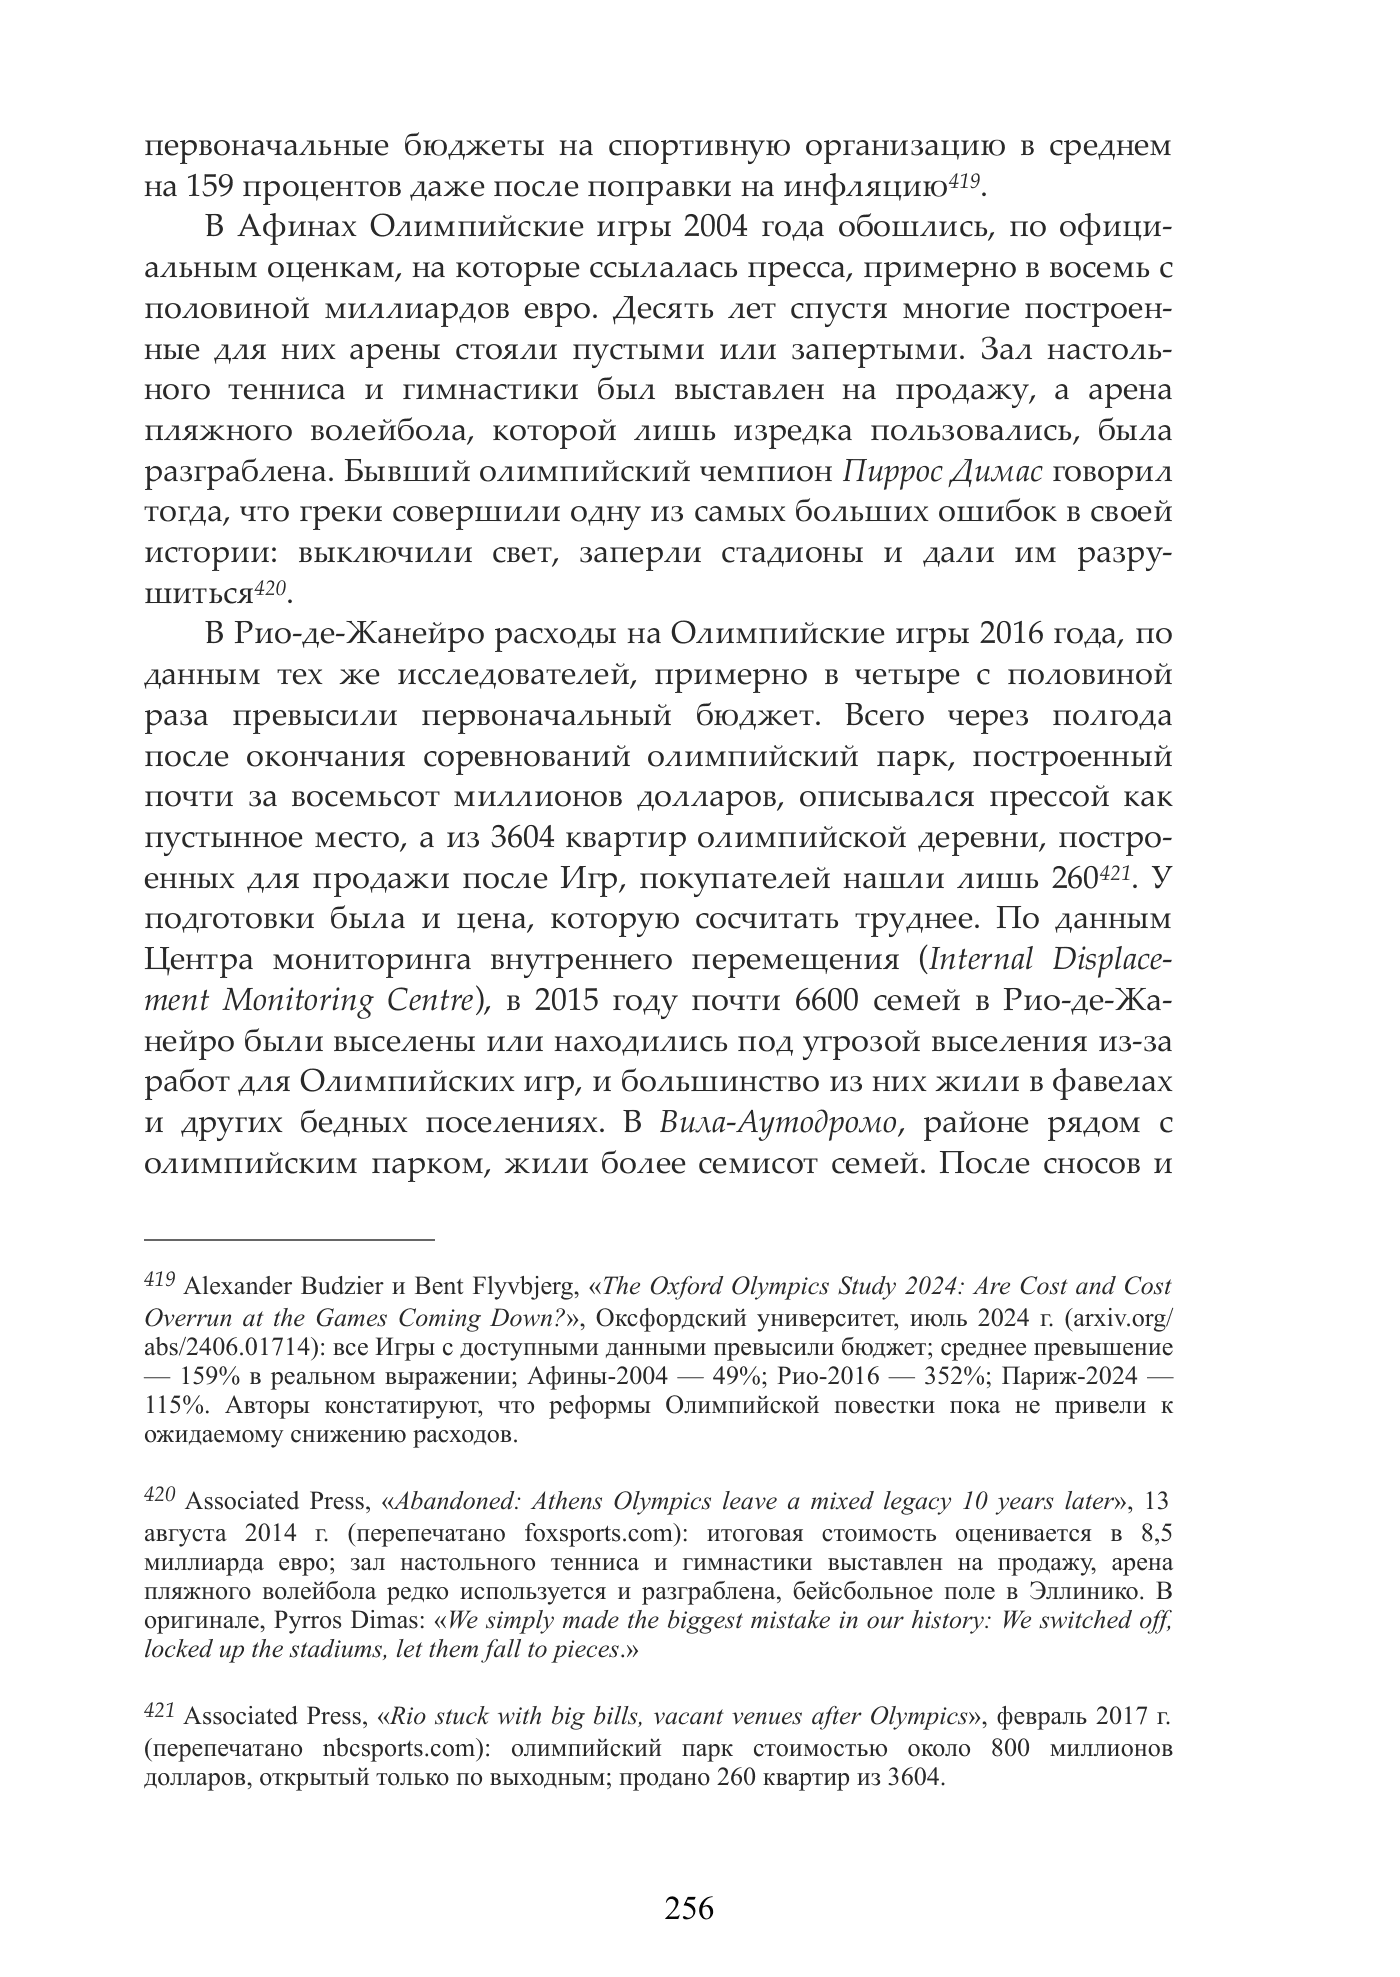 первоначальные бюджеты на спортивную организацию в среднем
на 159 процентов даже после поправки на инфляцию419.
В Афинах Олимпийские игры 2004 года обошлись, по офици-
альным оценкам, на которые ссылалась пресса, примерно в восемь с
половиной миллиардов евро. Десять лет спустя многие построен-
ные для них арены стояли пустыми или запертыми. Зал настоль-
ного тенниса и гимнастики был выставлен на продажу, а арена
пляжного волейбола, которой лишь изредка пользовались, была
разграблена. Бывший олимпийский чемпион Пиррос Димас говорил
тогда, что греки совершили одну из самых больших ошибок в своей
истории: выключили свет, заперли стадионы и дали им разру-
шиться420.
В Рио-де-Жанейро расходы на Олимпийские игры 2016 года, по
данным тех же исследователей, примерно в четыре с половиной
раза превысили первоначальный бюджет. Всего через полгода
после окончания соревнований олимпийский парк, построенный
почти за восемьсот миллионов долларов, описывался прессой как
пустынное место, а из 3604 квартир олимпийской деревни, постро-
енных для продажи после Игр, покупателей нашли лишь 260421. У
подготовки была и цена, которую сосчитать труднее. По данным
Центра мониторинга внутреннего перемещения (Internal Displace-
ment Monitoring Centre), в 2015 году почти 6600 семей в Рио-де-Жа-
нейро были выселены или находились под угрозой выселения из-за
работ для Олимпийских игр, и большинство из них жили в фавелах
и других бедных поселениях. В Вила-Аутодромо, районе рядом с
олимпийским парком, жили более семисот семей. После сносов и
419 Alexander Budzier и Bent Flyvbjerg, «The Oxford Olympics Study 2024: Are Cost and Cost
Overrun at the Games Coming Down?», Оксфордский университет, июль 2024 г. (arxiv.org/
abs/2406.01714): все Игры с доступными данными превысили бюджет; среднее превышение
— 159% в реальном выражении; Афины-2004 — 49%; Рио-2016 — 352%; Париж-2024 —
115%. Авторы констатируют, что реформы Олимпийской повестки пока не привели к
ожидаемому снижению расходов.
420 Associated Press, «Abandoned: Athens Olympics leave a mixed legacy 10 years later», 13
августа 2014 г. (перепечатано foxsports.com): итоговая стоимость оценивается в 8,5
миллиарда евро; зал настольного тенниса и гимнастики выставлен на продажу, арена
пляжного волейбола редко используется и разграблена, бейсбольное поле в Эллинико. В
оригинале, Pyrros Dimas: «We simply made the biggest mistake in our history: We switched off,
locked up the stadiums, let them fall to pieces.»
421 Associated Press, «Rio stuck with big bills, vacant venues after Olympics», февраль 2017 г.
(перепечатано nbcsports.com): олимпийский парк стоимостью около 800 миллионов
долларов, открытый только по выходным; продано 260 квартир из 3604.
256